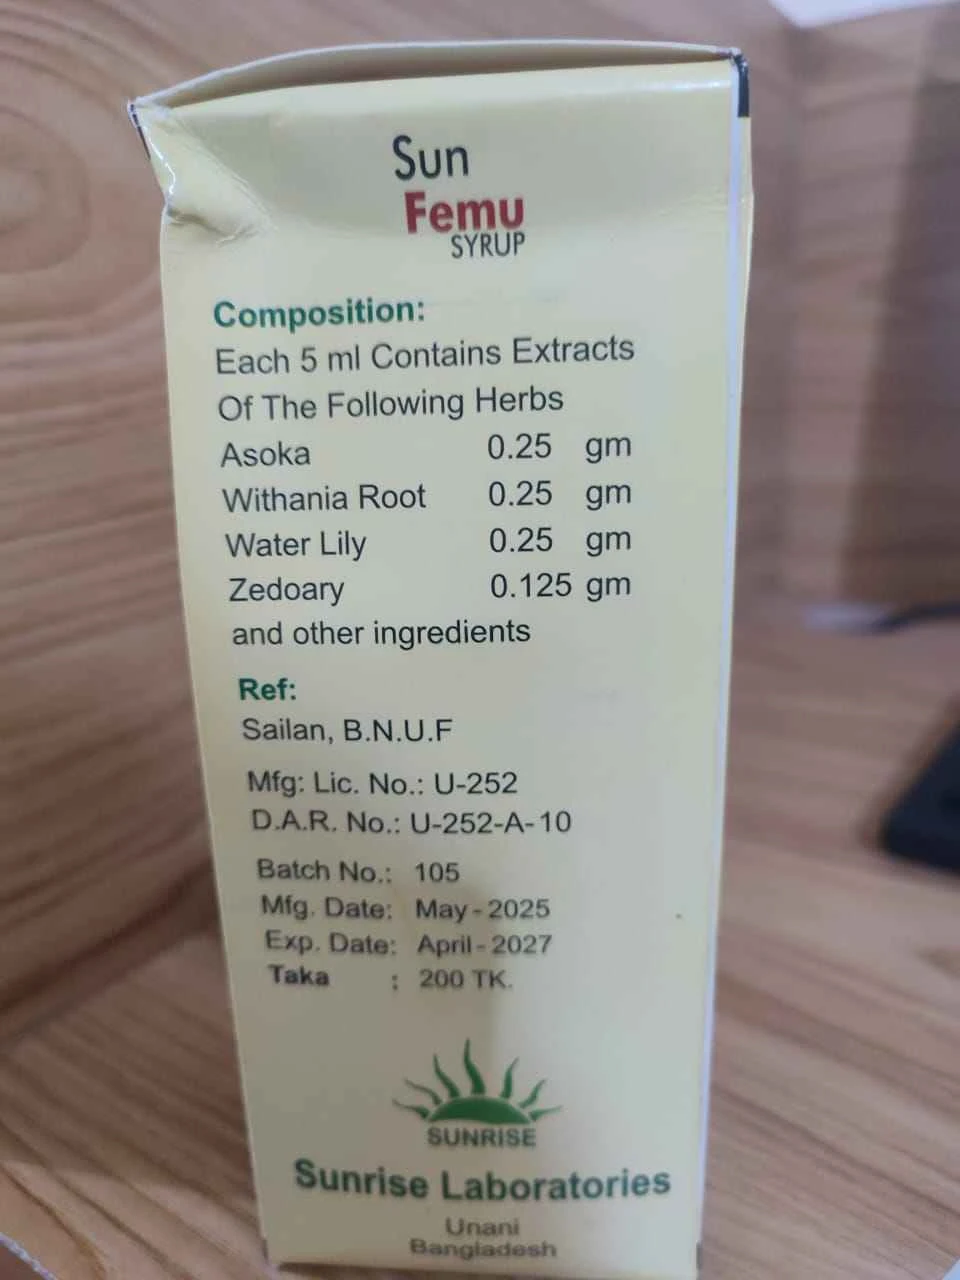 Sun
Femu
SYRUP
Composition:
Each 5 ml Contains Extracts
Of The Following Herbs
Asoka 0.25 gm
Withania Root 0.25 gm
Water Lily 0.25 gm
Zedoary 0.125 gm
and other ingredients
Ref:
Sailan, B.N.U.F
Mfg: Lic. No.: U-252
D.A.R. No.: U-252-A-10
Batch No.: 105
Mfg. Date: May-2025
Exp. Date: April-2027
Taka : 200 TK.
SUNRISE
Sunrise Laboratories
Unani
Bangladesh